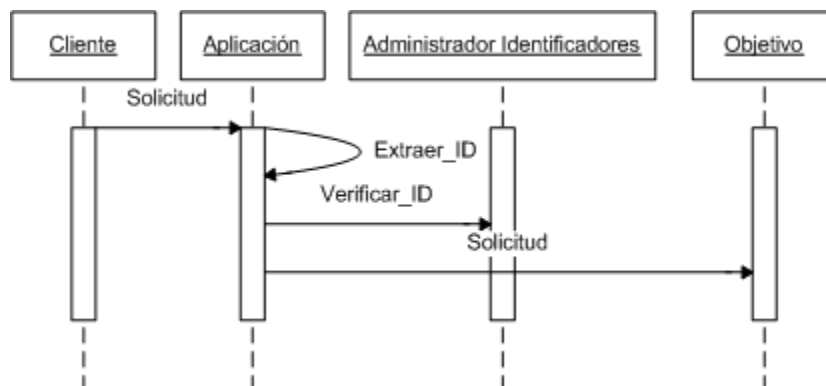 Cliente
Aplicación
Administrador Identificadores
Objetivo
Solicitud
Extraer_ID
Verificar_ID
Solicitud